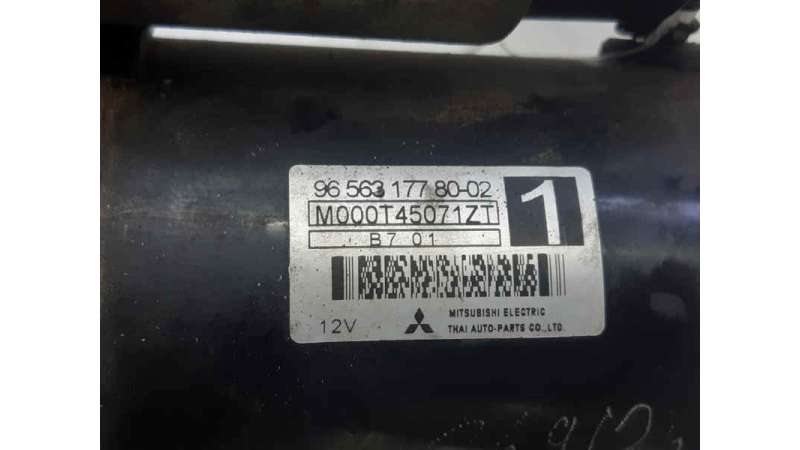 96 563 177 80-02
1
M000T45071ZT
B7 01
12V
MITSUBISHI ELECTRIC
THAI AUTO-PARTS CO.,LTD.